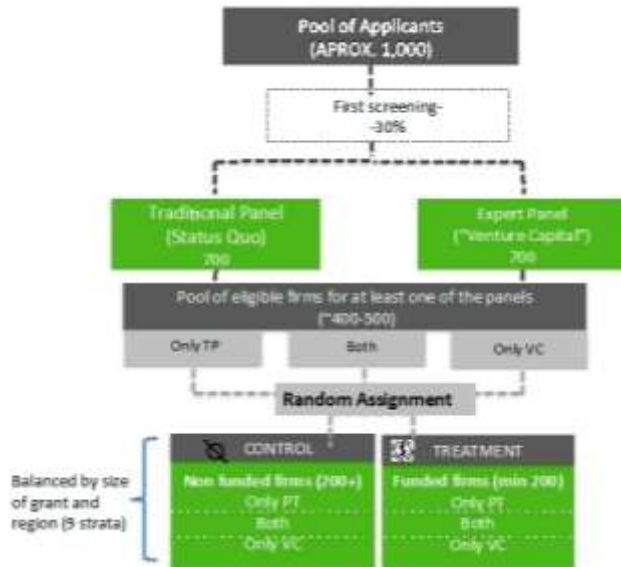 Pool of Applicants
(APROX. 1,000)
First screening-
-30%
Traditional Panel
(Status Quo)
700
Expert Panel
("Venture Capital")
700
Pool of eligible firms for at least one of the panels
(~400-500)
Only TP
Both
Only VC
Random Assignment
CONTROL
Non funded firms (200+)
Only PT
Both
Only VC
TREATMENT
Funded firms (min 200)
Only PT
Both
Only VC
Balanced by size
of grant and
region (9 strata)